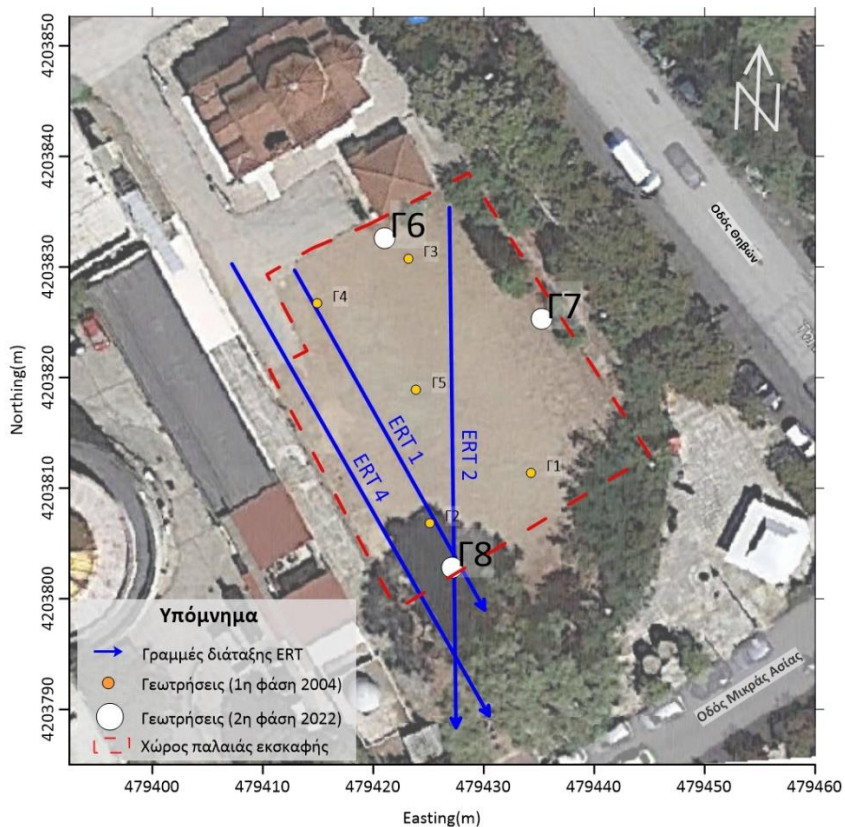 4203850
4203840
4203830
4203820
4203810
4203800
4203790
Northing(m)
N
Οδός Θηβών
Γ6
Γ3
Γ4
Γ7
Γ5
ERT 1
ERT 2
ERT 4
Γ1
Γ2
Γ8
Οδός Μικράς Ασίας
Υπόμνημα
Γραμμές διάταξης ERT
Γεωτρήσεις (1η φάση 2004)
Γεωτρήσεις (2η φάση 2022)
Χώρος παλαιάς εκσκαφής
479400
479410
479420
479430
479440
479450
479460
Easting(m)